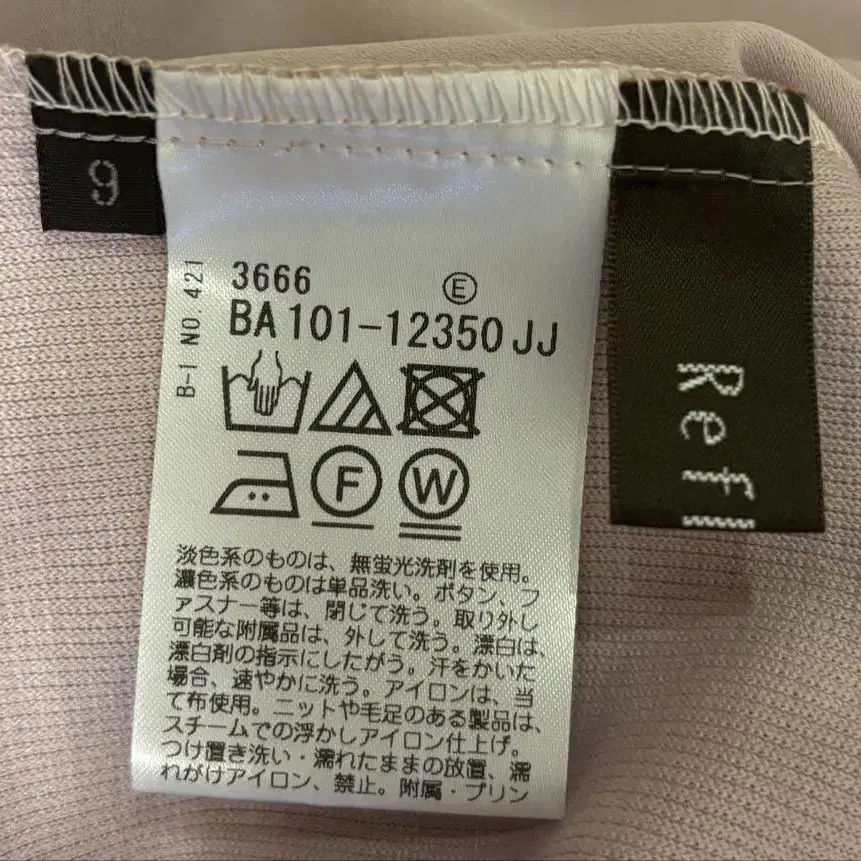 9
B-1 NO.421
3666
E
BA101-12350JJ
F
W
淡色系のものは、無蛍光洗剤を使用。
濃色系のものは単品洗い。ボタン、フ
ァスナー等は、閉じて洗う。取り外し
可能な附属品は、外して洗う。漂白は、
漂白剤の指示にしたがう。汗をかいた
場合、速やかに洗う。アイロンは、当
て布使用。ニットや毛足のある製品は、
スチームでの浮かしアイロン仕上げ。
つけ置き洗い・濡れたままの放置、濡
れがけアイロン、禁止。附属・プリン